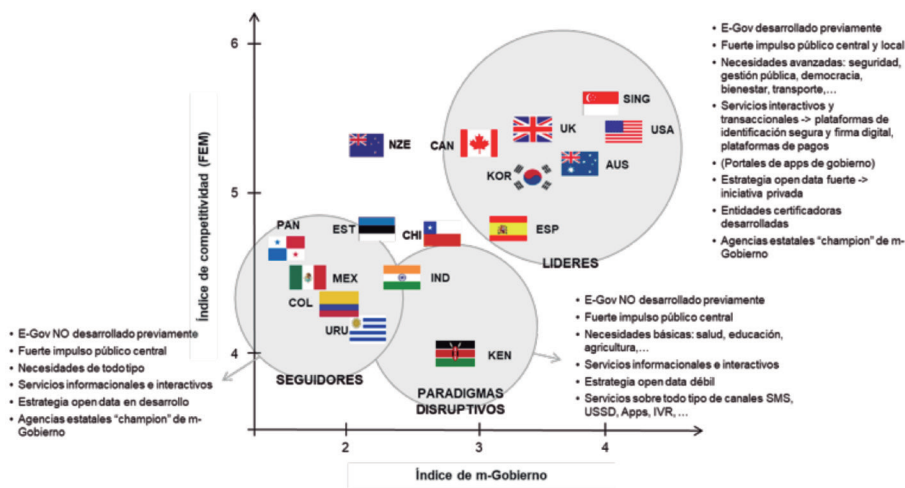 Índice de competitividad (FEM)
6
5
4
2
3
4
Índice de m-Gobierno
SING
UK
USA
NZE
CAN
AUS
KOR
EST
CHI
ESP
LIDERES
PAN
MEX
IND
COL
URU
KEN
SEGUIDORES
PARADIGMAS
DISRUPTIVOS
• E-Gov desarrollado previamente
• Fuerte impulso público central y local
• Necesidades avanzadas: seguridad,
gestión pública, democracia,
bienestar, transporte,…
• Servicios interactivos y
transaccionales -> plataformas de
identificación segura y firma digital,
plataformas de pagos
• (Portales de apps de gobierno)
• Estrategia open data fuerte ->
iniciativa privada
• Entidades certificadoras
desarrolladas
• Agencias estatales “champion” de m-
Gobierno
• E-Gov NO desarrollado previamente
• Fuerte impulso público central
• Necesidades de todo tipo
• Servicios informacionales e interactivos
• Estrategia open data en desarrollo
• Agencias estatales “champion” de m-
Gobierno
• E-Gov NO desarrollado previamente
• Fuerte impulso público central
• Necesidades básicas: salud, educación,
agricultura,…
• Servicios informacionales e interactivos
• Estrategia open data débil
• Servicios sobre todo tipo de canales SMS,
USSD, Apps, IVR, …